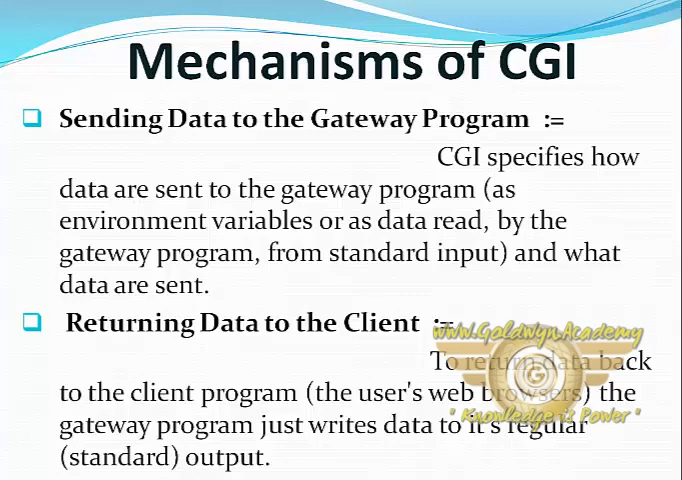 Mechanisms of CGI
Sending Data to the Gateway Program :=
CGI specifies how
data are sent to the gateway program (as
environment variables or as data read, by the
gateway program, from standard input) and what
data are sent.
Returning Data to the Client :=
www.GoldwynAcademy
To return data back
G
to the client program (the user's web browsers) the
" Knowledge is Power "
gateway program just writes data to it's regular
(standard) output.